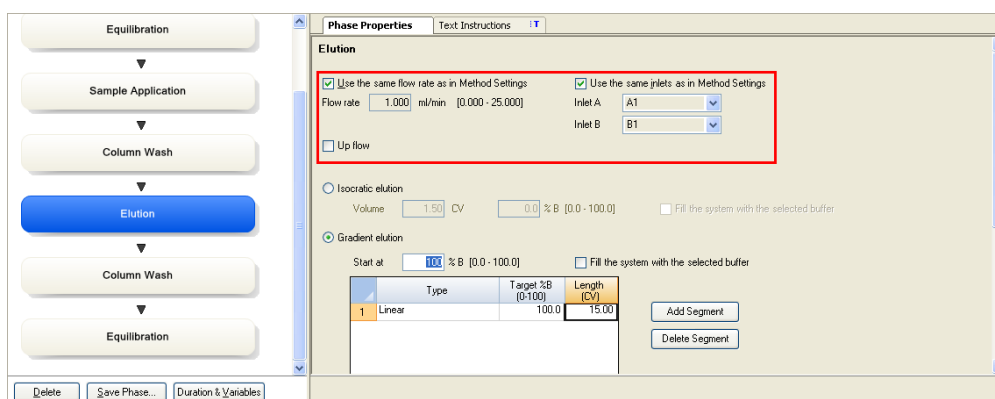 Equilibration
Sample Application
Column Wash
Elution
Column Wash
Equilibration
Delete Save Phase... Duration & Variables
Phase Properties Text Instructions T
Elution
Use the same flow rate as in Method Settings Use the same inlets as in Method Settings
Flow rate 1.000 ml/min [0.000 - 25.000] Inlet A A1
Inlet B B1
Up flow
Isocratic elution
Volume 1.50 CV 0.0 % B [0.0 - 100.0] Fill the system with the selected buffer
Gradient elution
Start at 100 % B [0.0 - 100.0] Fill the system with the selected buffer
Type Target %B (0-100) Length (CV)
1 Linear 100.0 15.00
Add Segment
Delete Segment